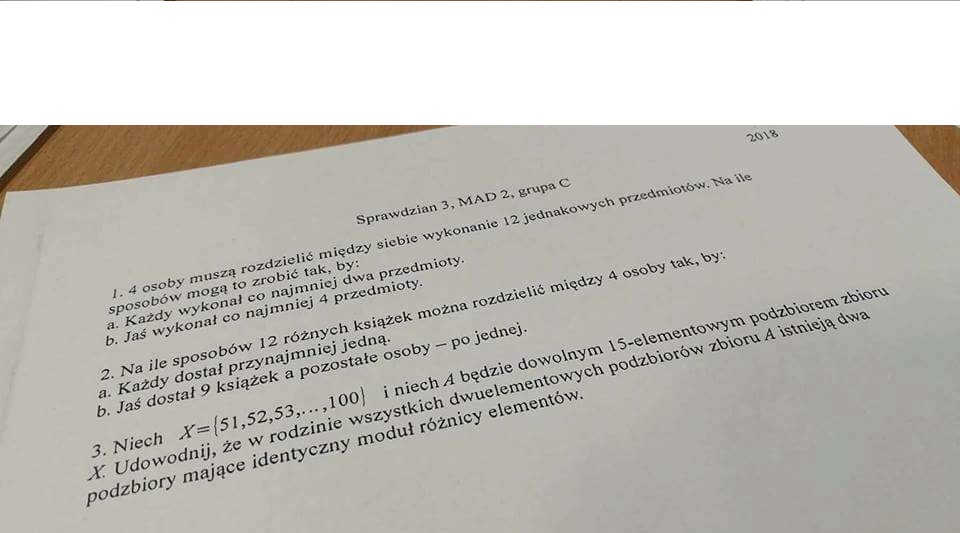 2018
Sprawdzian 3, MAD 2, grupa C
1. 4 osoby muszą rozdzielić między siebie wykonanie 12 jednakowych przedmiotów. Na ile
sposobów mogą to zrobić tak, by:
a. Każdy wykonał co najmniej dwa przedmioty.
b. Jaś wykonał co najmniej 4 przedmioty.
2. Na ile sposobów 12 różnych książek można rozdzielić między 4 osoby tak, by:
a. Każdy dostał przynajmniej jedną.
b. Jaś dostał 9 książek a pozostałe osoby – po jednej.
3. Niech X={51,52,53,...,100} i niech A będzie dowolnym 15-elementowym podzbiorem zbioru
X. Udowodnij, że w rodzinie wszystkich dwuelementowych podzbiorów zbioru A istnieją dwa
podzbiory mające identyczny moduł różnicy elementów.